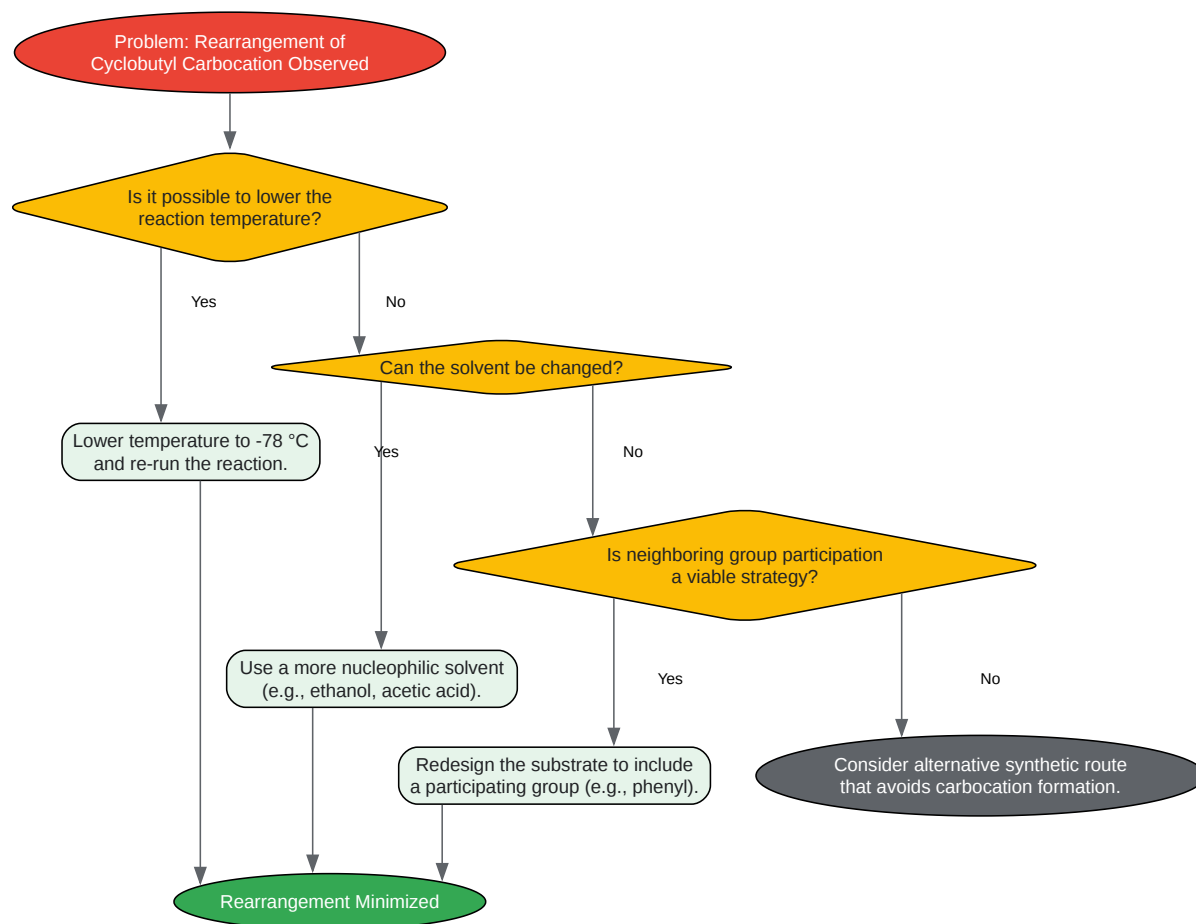 Problem: Rearrangement of
Cyclobutyl Carbocation Observed
Is it possible to lower the
reaction temperature?
Yes
No
Can the solvent be changed?
Lower temperature to -78 °C
and re-run the reaction.
Yes
No
Is neighboring group participation
a viable strategy?
Use a more nucleophilic solvent
(e.g., ethanol, acetic acid).
Yes
No
Redesign the substrate to include
a participating group (e.g., phenyl).
Consider alternative synthetic route
that avoids carbocation formation.
Rearrangement Minimized